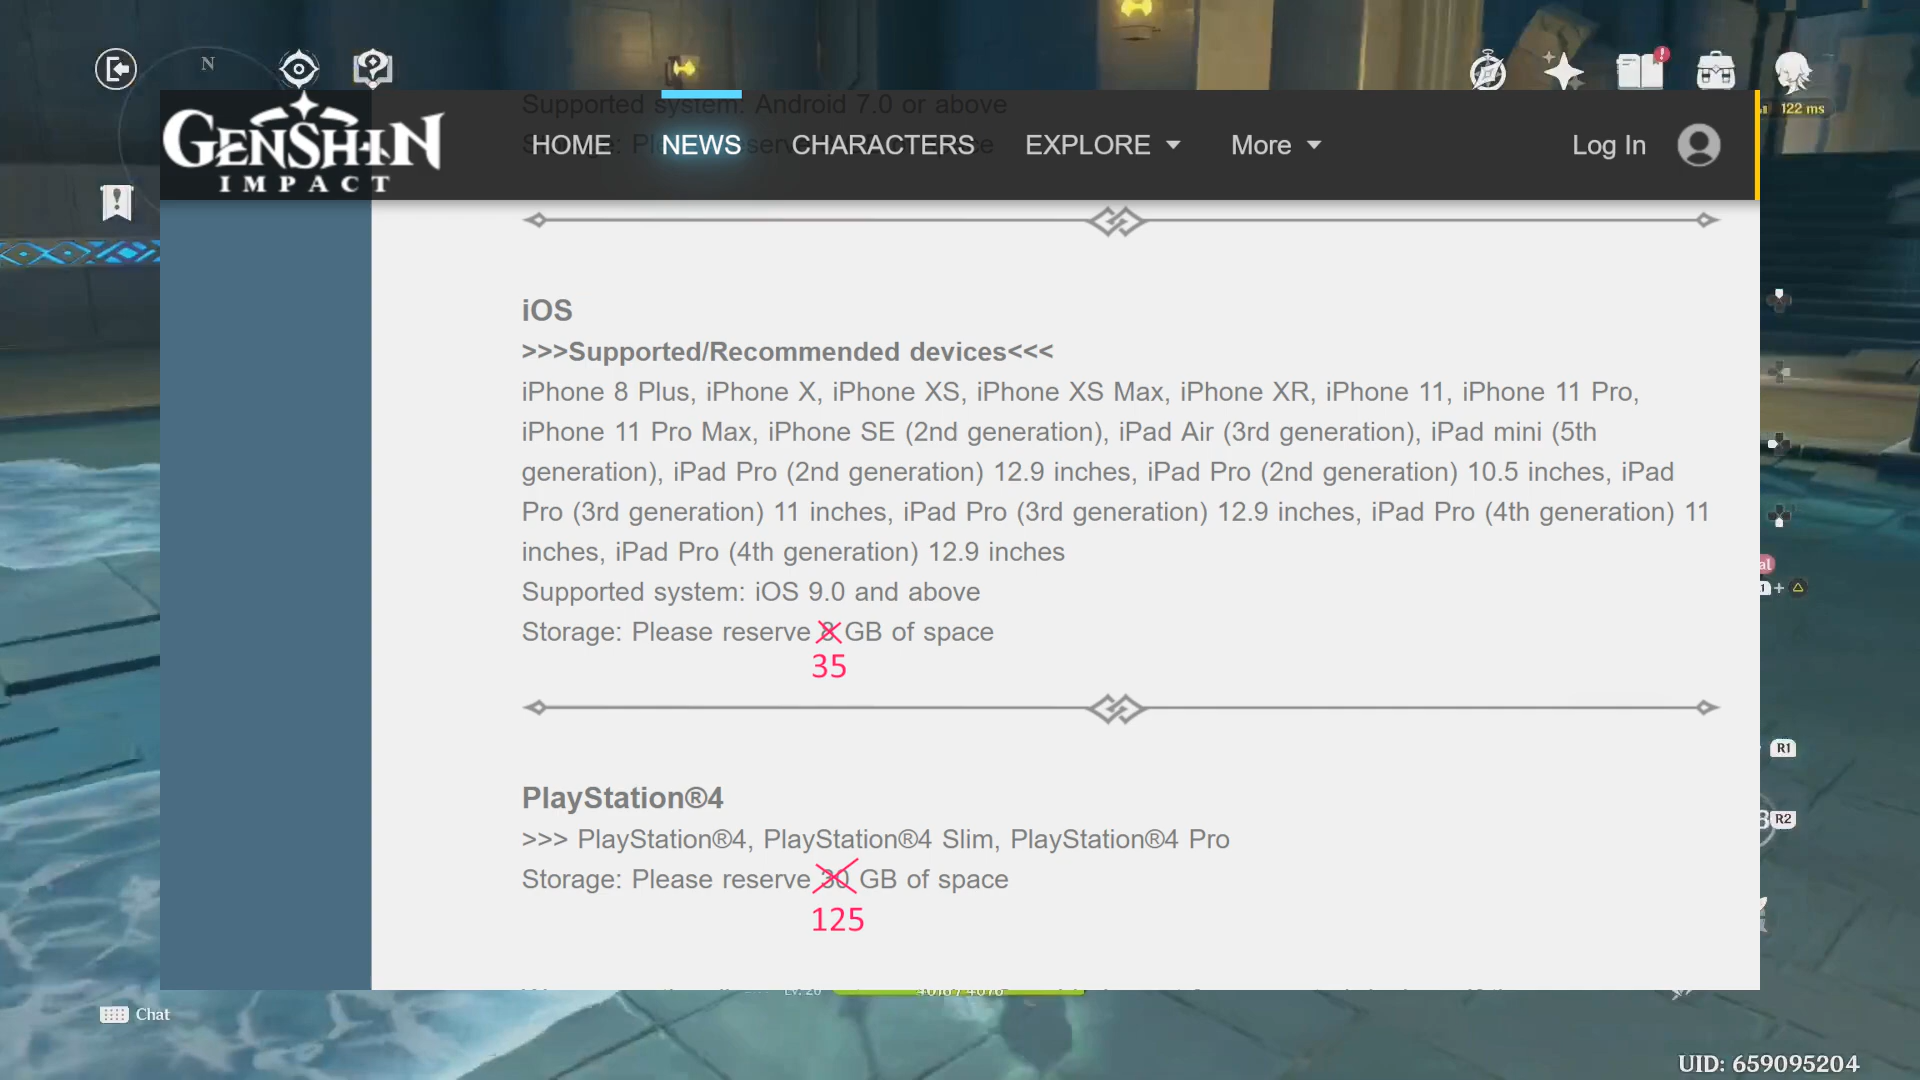 N
122 ms
Supported system: Android 7.0 or above
GENSHIN
IMPACT
HOME NEWS CHARACTERS EXPLORE More Log In
iOS
>>>Supported/Recommended devices<<<
iPhone 8 Plus, iPhone X, iPhone XS, iPhone XS Max, iPhone XR, iPhone 11, iPhone 11 Pro,
iPhone 11 Pro Max, iPhone SE (2nd generation), iPad Air (3rd generation), iPad mini (5th
generation), iPad Pro (2nd generation) 12.9 inches, iPad Pro (2nd generation) 10.5 inches, iPad
Pro (3rd generation) 11 inches, iPad Pro (3rd generation) 12.9 inches, iPad Pro (4th generation) 11
inches, iPad Pro (4th generation) 12.9 inches
Supported system: iOS 9.0 and above
Storage: Please reserve 8 GB of space
35
PlayStation®4
>>> PlayStation®4, PlayStation®4 Slim, PlayStation®4 Pro
Storage: Please reserve 30 GB of space
125
R1
R2
Chat
UID: 659095204